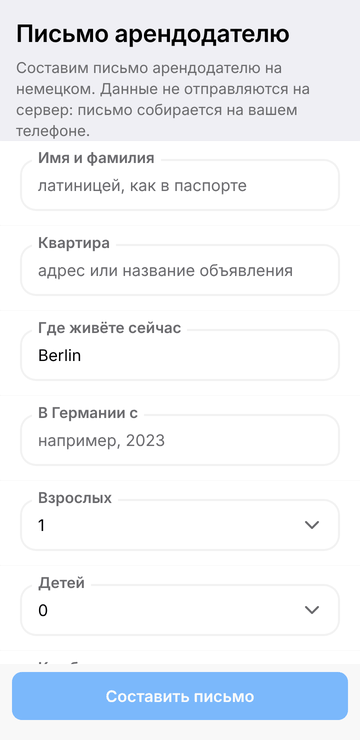 Письмо арендодателю
Составим письмо арендодателю на
немецком. Данные не отправляются на
сервер: письмо собирается на вашем
телефоне.
Имя и фамилия
латиницей, как в паспорте
Квартира
адрес или название объявления
Где живёте сейчас
Berlin
В Германии с
например, 2023
Взрослых
1
Детей
0
Составить письмо